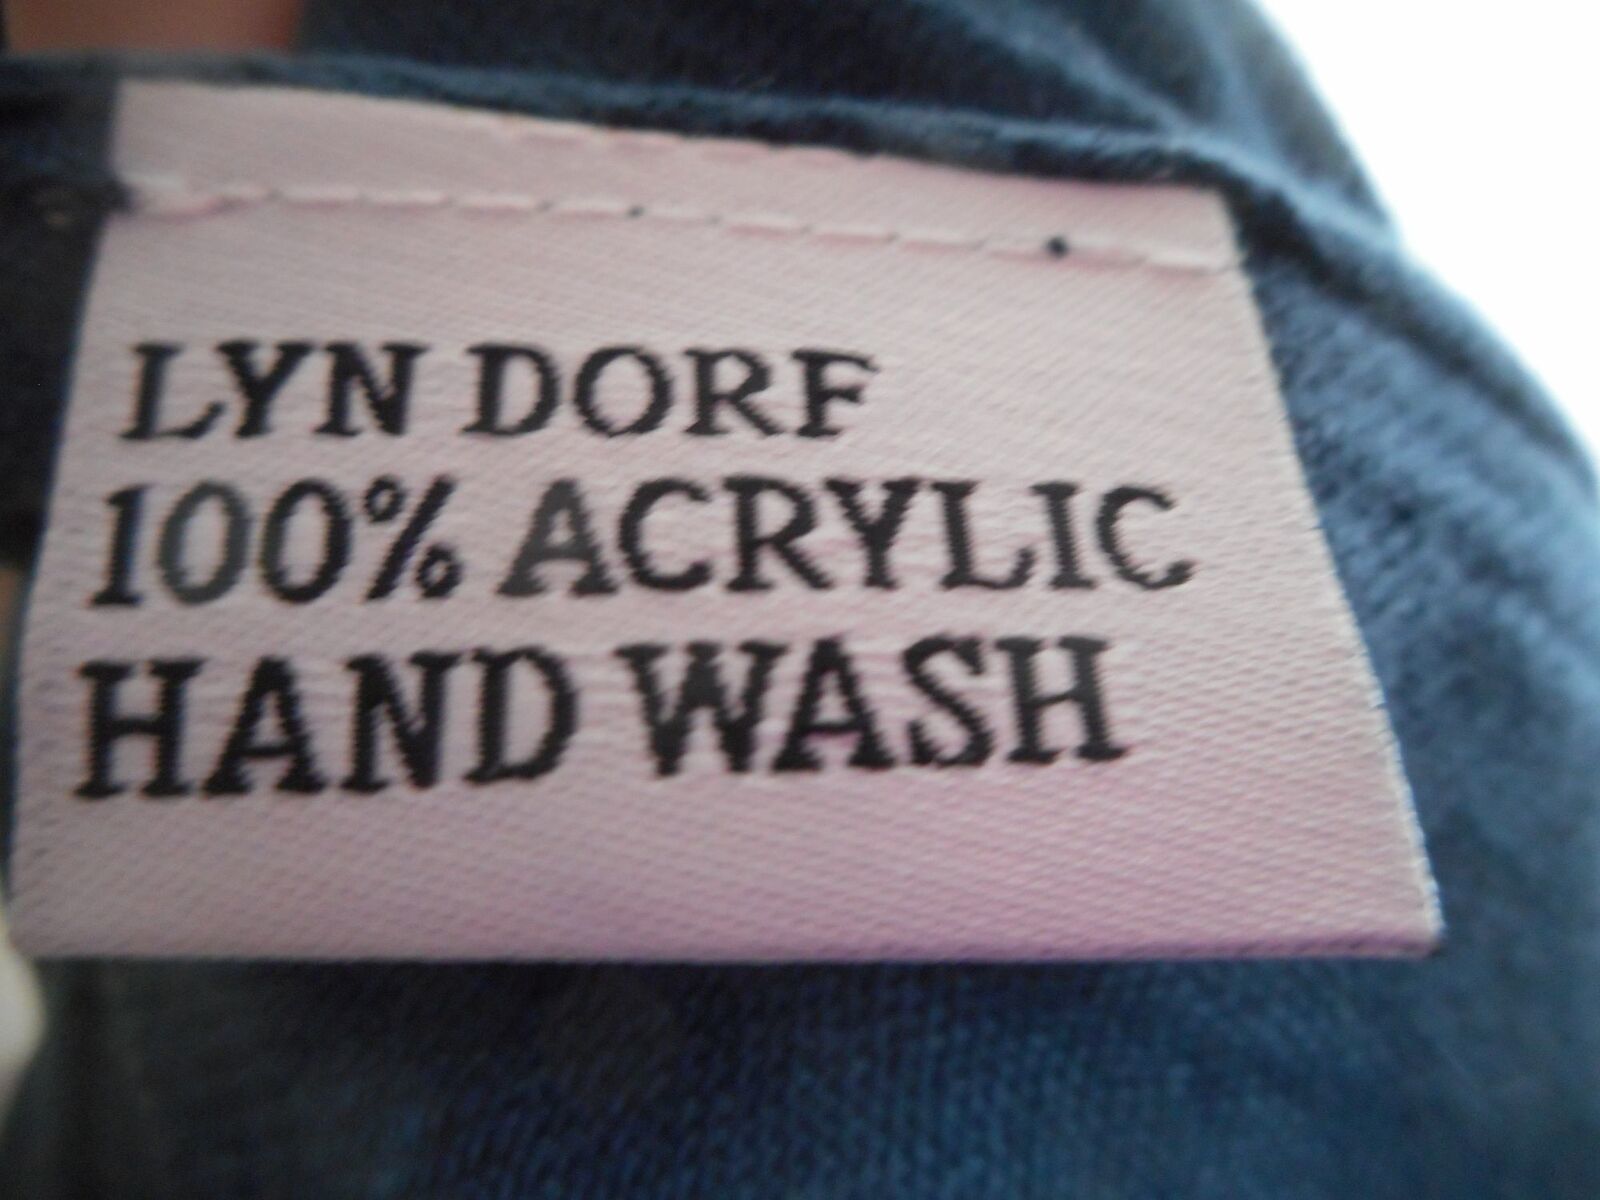 LYN DORF
100% ACRYLIC
HAND WASH